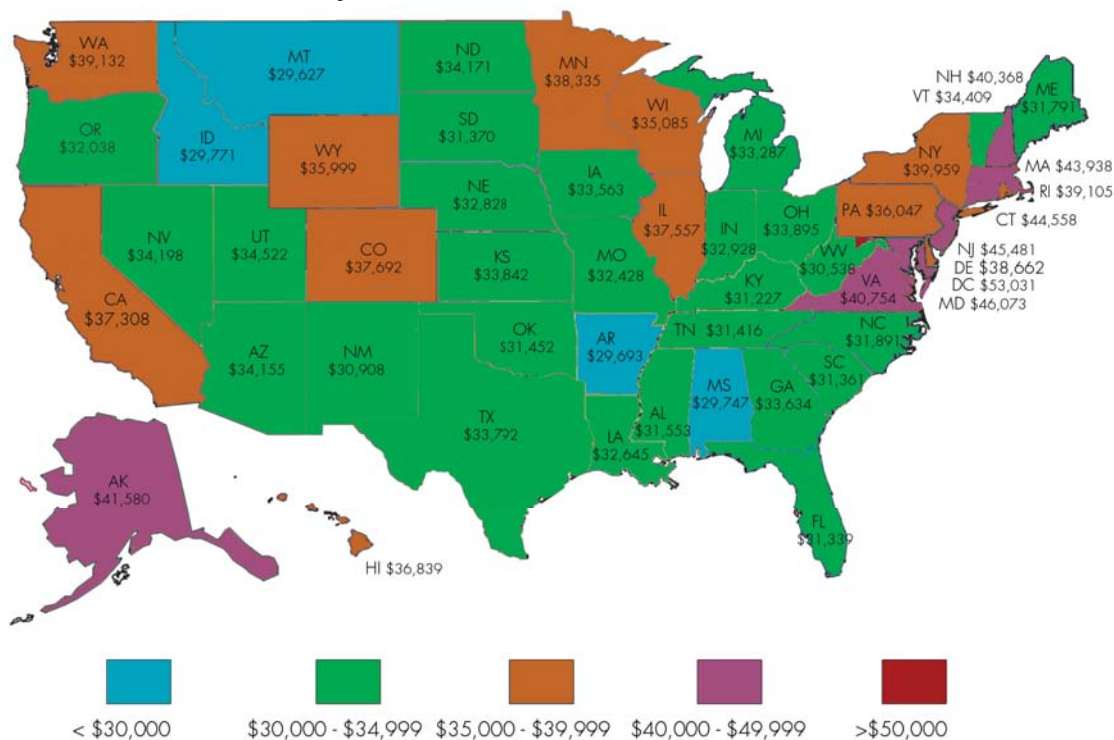 WA
$39,132
MT
$29,627
ND
$34,171
MN
$38,335
NH $40,368
VT $34,409
ME
$31,791
OR
$32,038
ID
$29,771
WY
$35,999
SD
$31,370
WI
$35,085
MI
$33,287
NY
$39,959
MA $43,938
RI $39,105
CT $44,558
NE
$32,828
IA
$33,563
IL
$37,557
IN
$32,928
OH
$33,895
PA $36,047
NJ $45,481
DE $38,662
DC $53,031
MD $46,073
NV
$34,198
UT
$34,522
CO
$37,692
KS
$33,842
MO
$32,428
KY
$31,227
WV
$30,538
VA
$40,754
CA
$37,308
AZ
$34,155
NM
$30,908
OK
$31,452
AR
$29,693
TN $31,416
NC
$31,891
SC
$31,361
TX
$33,792
LA
$32,645
AL
$31,553
MS
$29,747
GA
$33,634
FL
$31,339
AK
$41,580
HI $36,839
< $30,000
$30,000 - $34,999
$35,000 - $39,999
$40,000 - $49,999
>$50,000